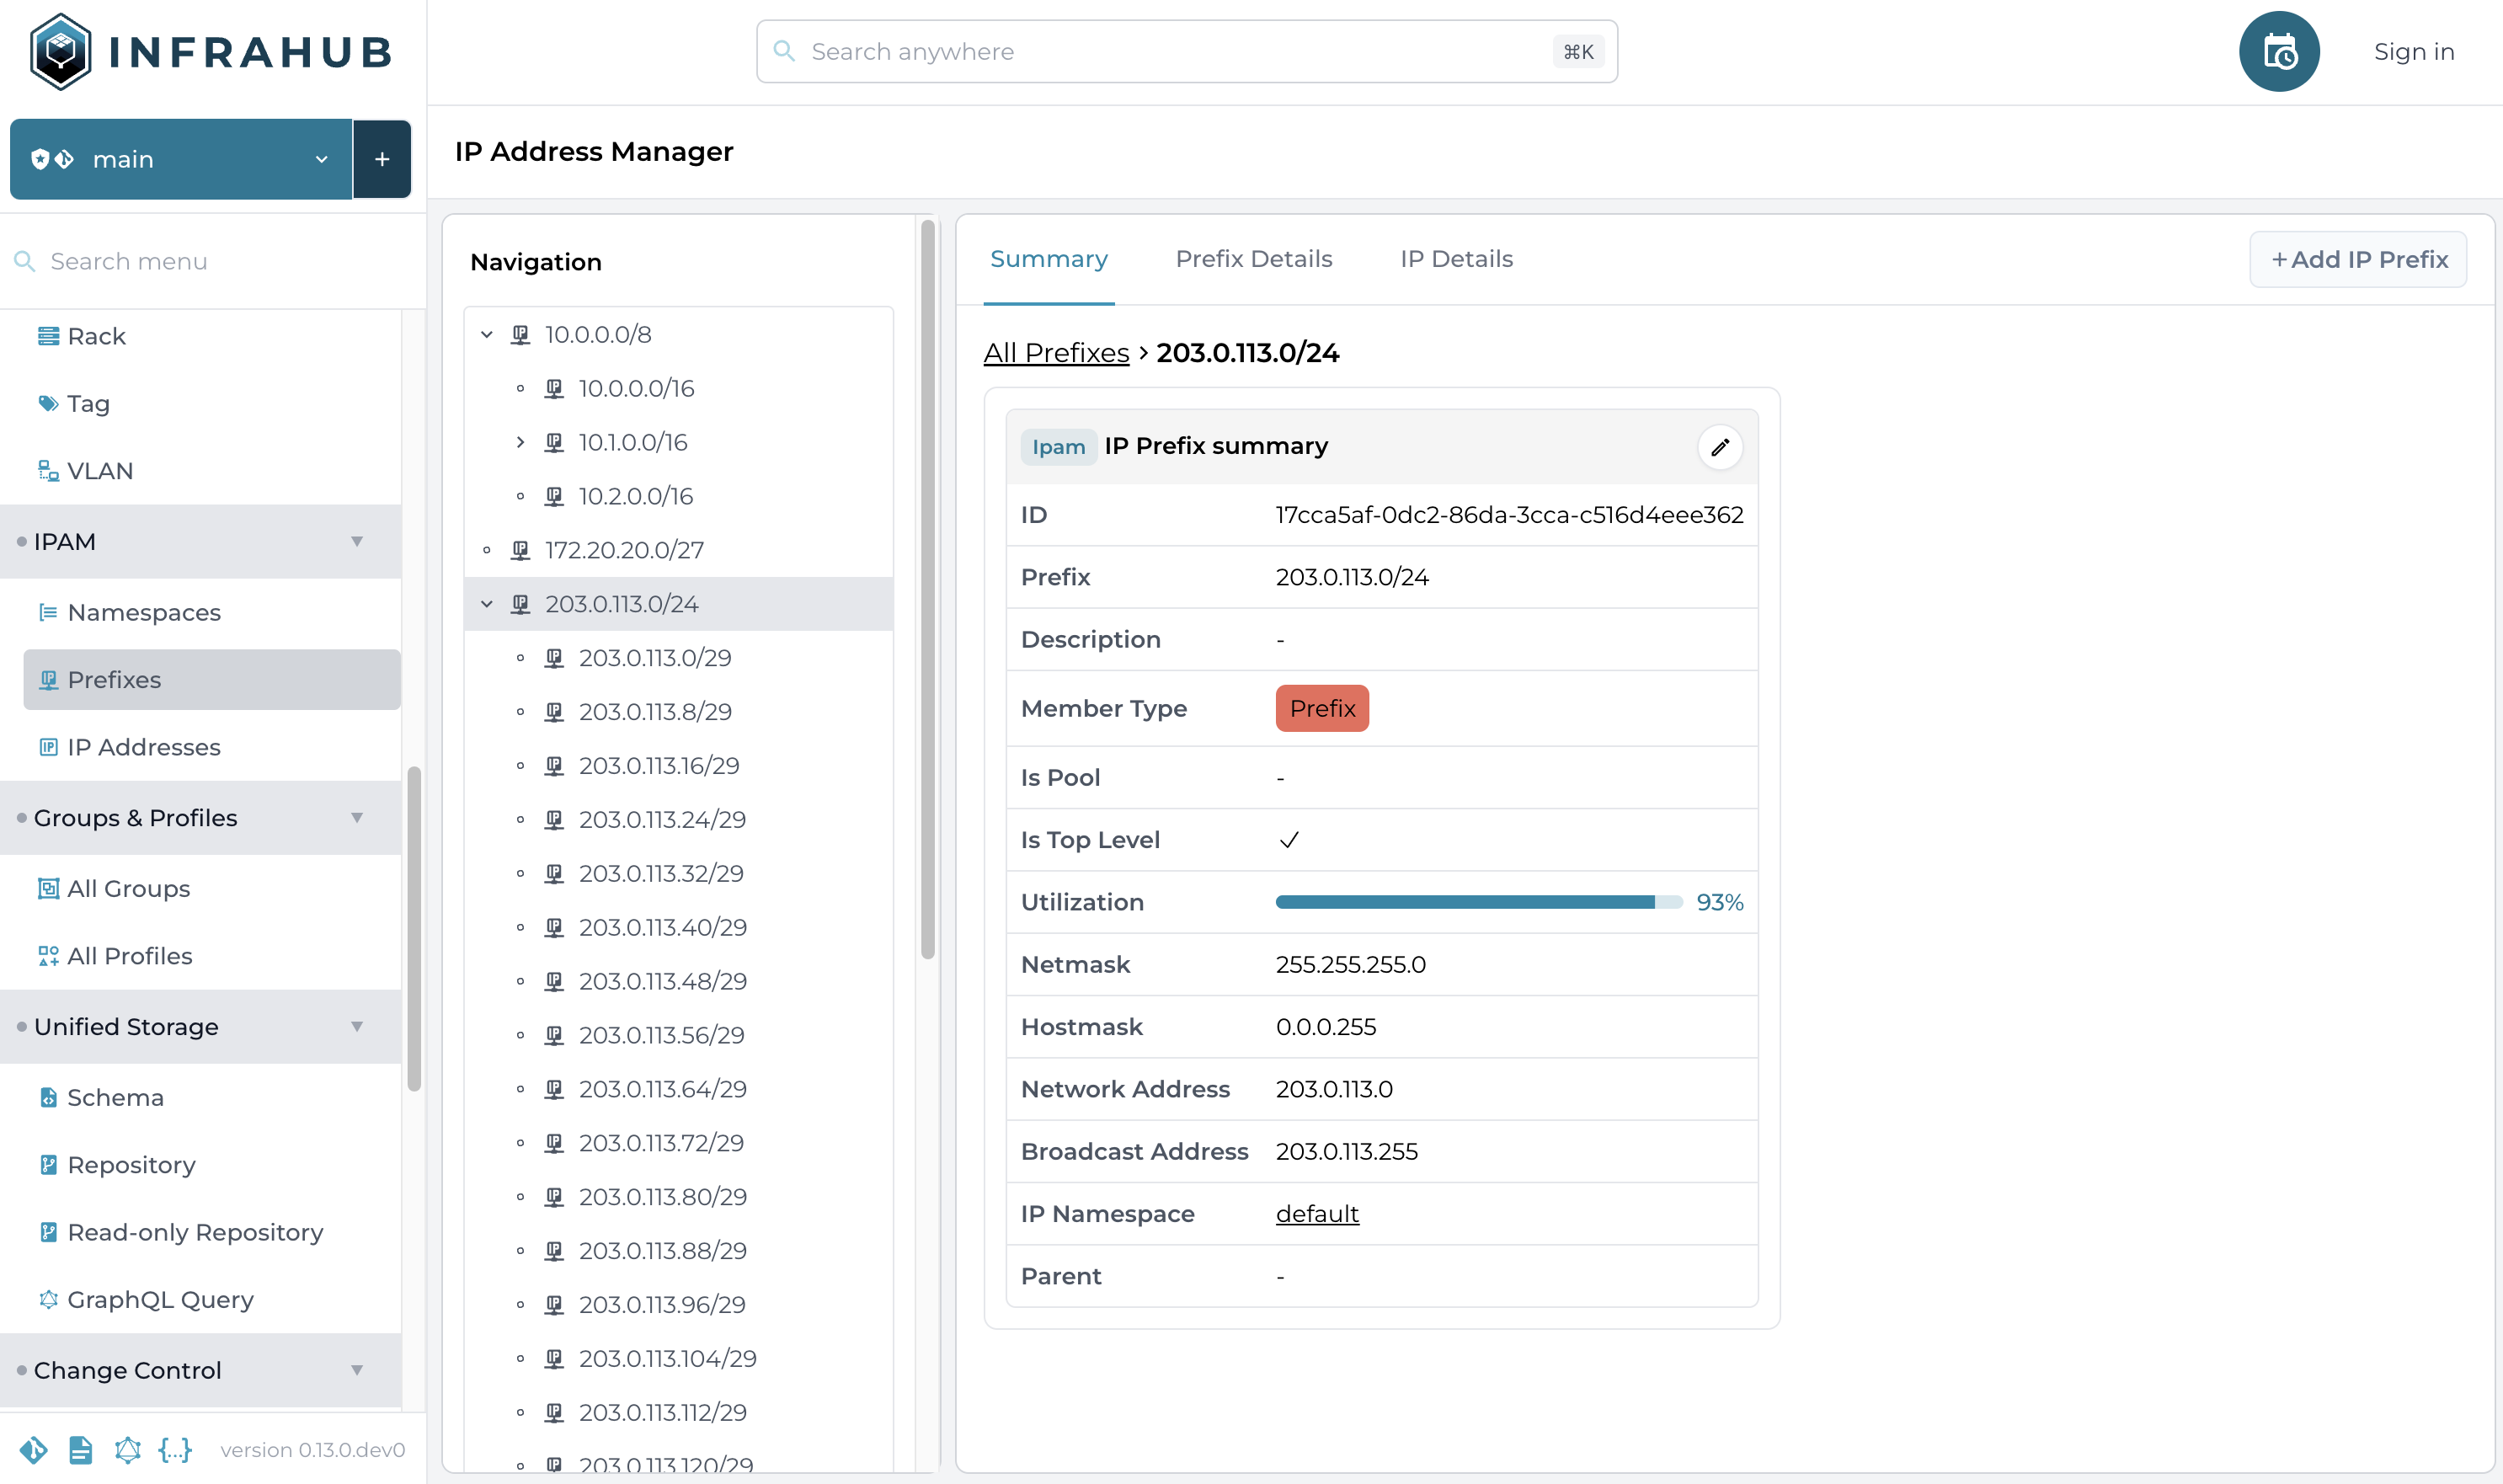 INFRAHUB
Search anywhere
⌘K
Sign in
main
+
Search menu
Rack
Tag
VLAN
IPAM
Namespaces
Prefixes
IP Addresses
Groups & Profiles
All Groups
All Profiles
Unified Storage
Schema
Repository
Read-only Repository
GraphQL Query
Change Control
version 0.13.0.dev0
IP Address Manager
Navigation
10.0.0.0/8
10.0.0.0/16
10.1.0.0/16
10.2.0.0/16
172.20.20.0/27
203.0.113.0/24
203.0.113.0/29
203.0.113.8/29
203.0.113.16/29
203.0.113.24/29
203.0.113.32/29
203.0.113.40/29
203.0.113.48/29
203.0.113.56/29
203.0.113.64/29
203.0.113.72/29
203.0.113.80/29
203.0.113.88/29
203.0.113.96/29
203.0.113.104/29
203.0.113.112/29
203.0.113.120/29
Summary
Prefix Details
IP Details
+ Add IP Prefix
All Prefixes > 203.0.113.0/24
Ipam IP Prefix summary
ID 17cca5af-0dc2-86da-3cca-c516d4eee362
Prefix 203.0.113.0/24
Description -
Member Type Prefix
Is Pool -
Is Top Level ✓
Utilization 93%
Netmask 255.255.255.0
Hostmask 0.0.0.255
Network Address 203.0.113.0
Broadcast Address 203.0.113.255
IP Namespace default
Parent -